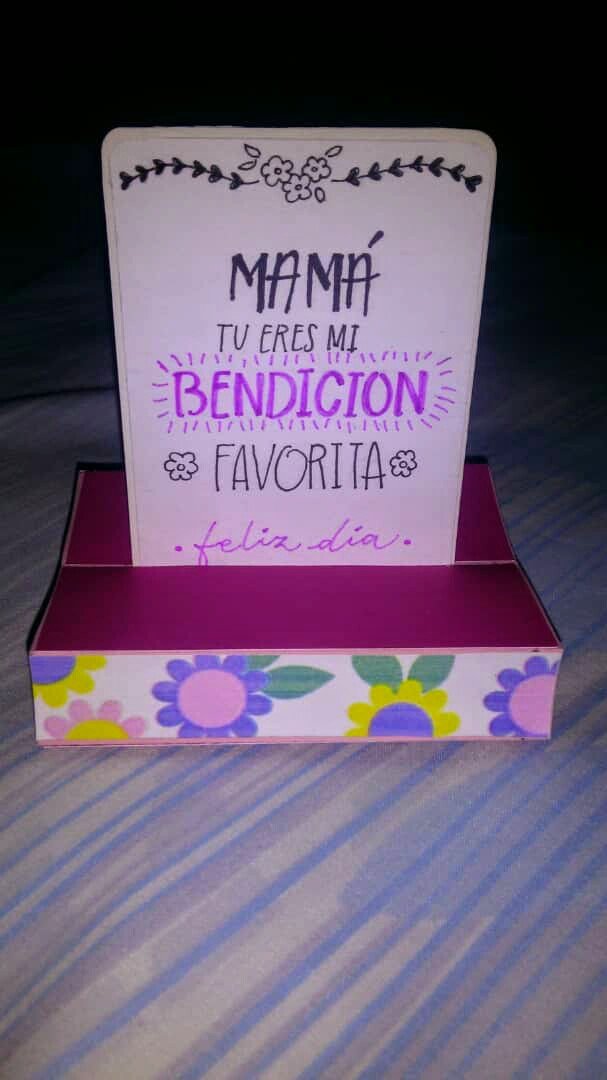 MAMÁ
TU ERES MI
BENDICION
FAVORITA
. feliz día .